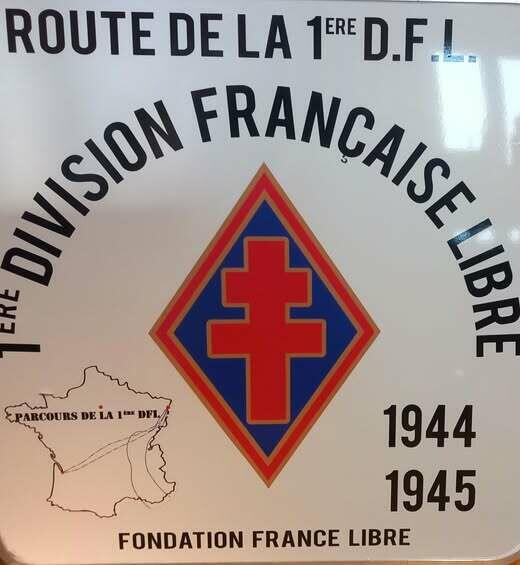 ROUTE DE LA 1ERE D.F.L.
1ERE DIVISION FRANÇAISE LIBRE
PARCOURS DE LA 1ERE DFL
1944
1945
FONDATION FRANCE LIBRE